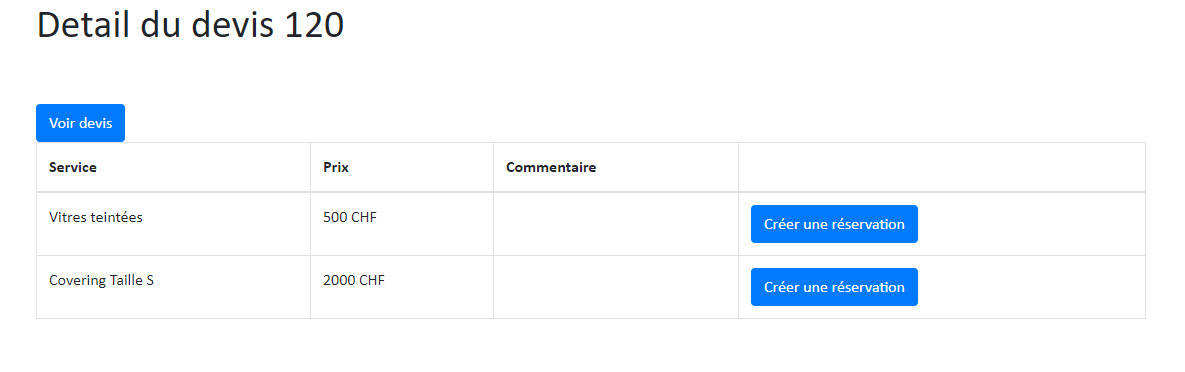 Detail du devis 120
Voir devis
Service Prix Commentaire
Vitres teintées 500 CHF Créer une réservation
Covering Taille S 2000 CHF Créer une réservation